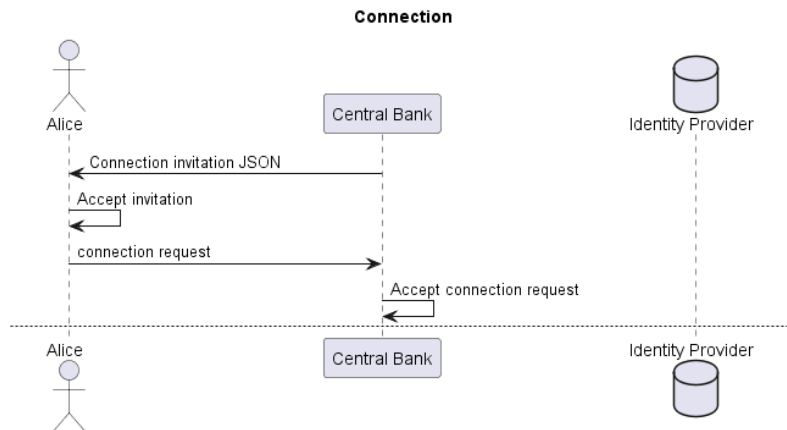 Connection
Alice
Central Bank
Identity Provider
Connection invitation JSON
Accept invitation
connection request
Accept connection request
Alice
Central Bank
Identity Provider